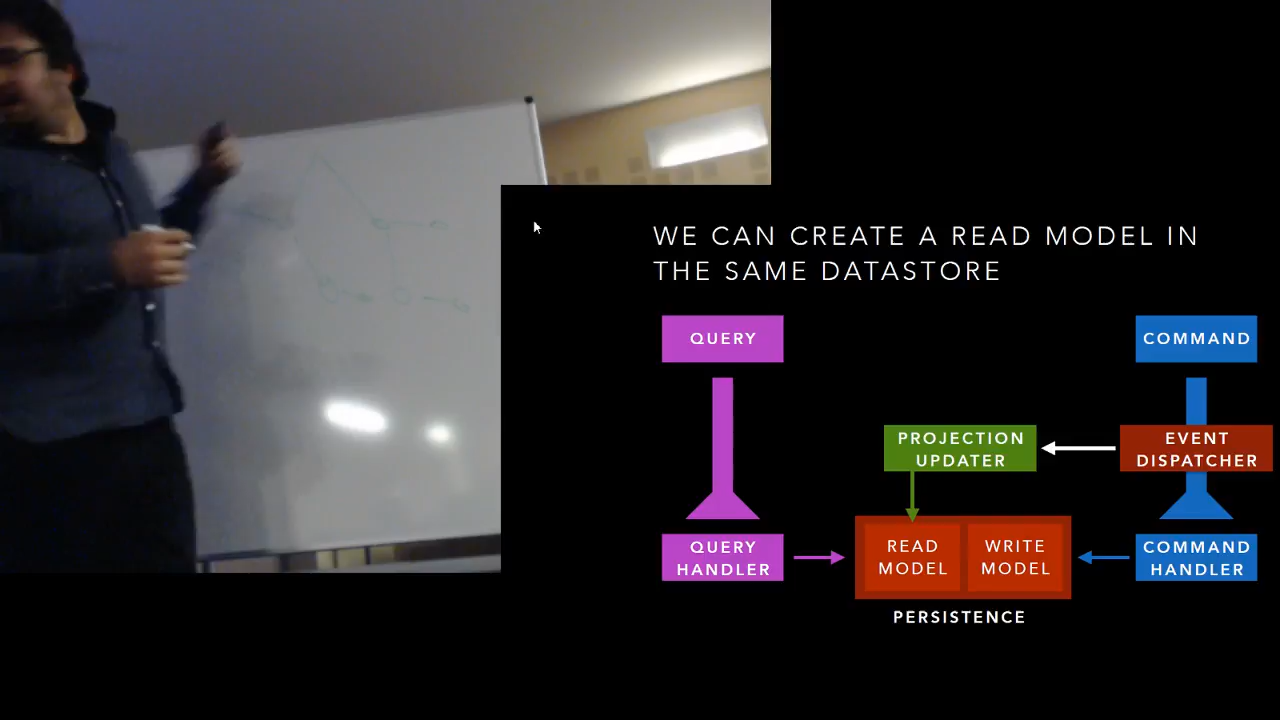 WE CAN CREATE A READ MODEL IN
THE SAME DATASTORE
QUERY
COMMAND
PROJECTION
UPDATER
EVENT
DISPATCHER
QUERY
HANDLER
READ
MODEL
WRITE
MODEL
COMMAND
HANDLER
PERSISTENCE